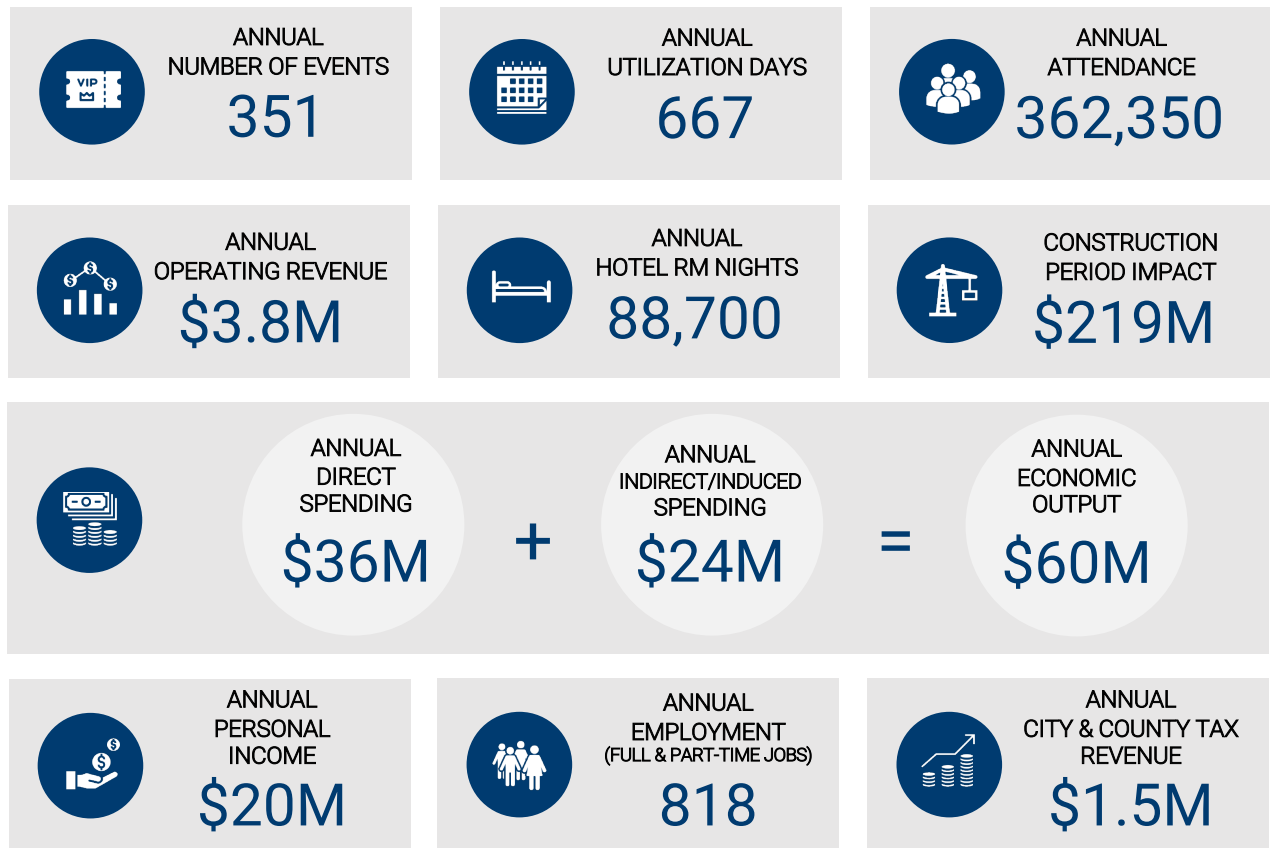 VIP
ANNUAL
NUMBER OF EVENTS
351
ANNUAL
UTILIZATION DAYS
667
ANNUAL
ATTENDANCE
362,350
$ $ $
ANNUAL
OPERATING REVENUE
$3.8M
ANNUAL
HOTEL RM NIGHTS
88,700
CONSTRUCTION
PERIOD IMPACT
$219M
ANNUAL
DIRECT
SPENDING
$36M
+
ANNUAL
INDIRECT/INDUCED
SPENDING
$24M
=
ANNUAL
ECONOMIC
OUTPUT
$60M
$ $
ANNUAL
PERSONAL
INCOME
$20M
ANNUAL
EMPLOYMENT
(FULL & PART-TIME JOBS)
818
ANNUAL
CITY & COUNTY TAX
REVENUE
$1.5M